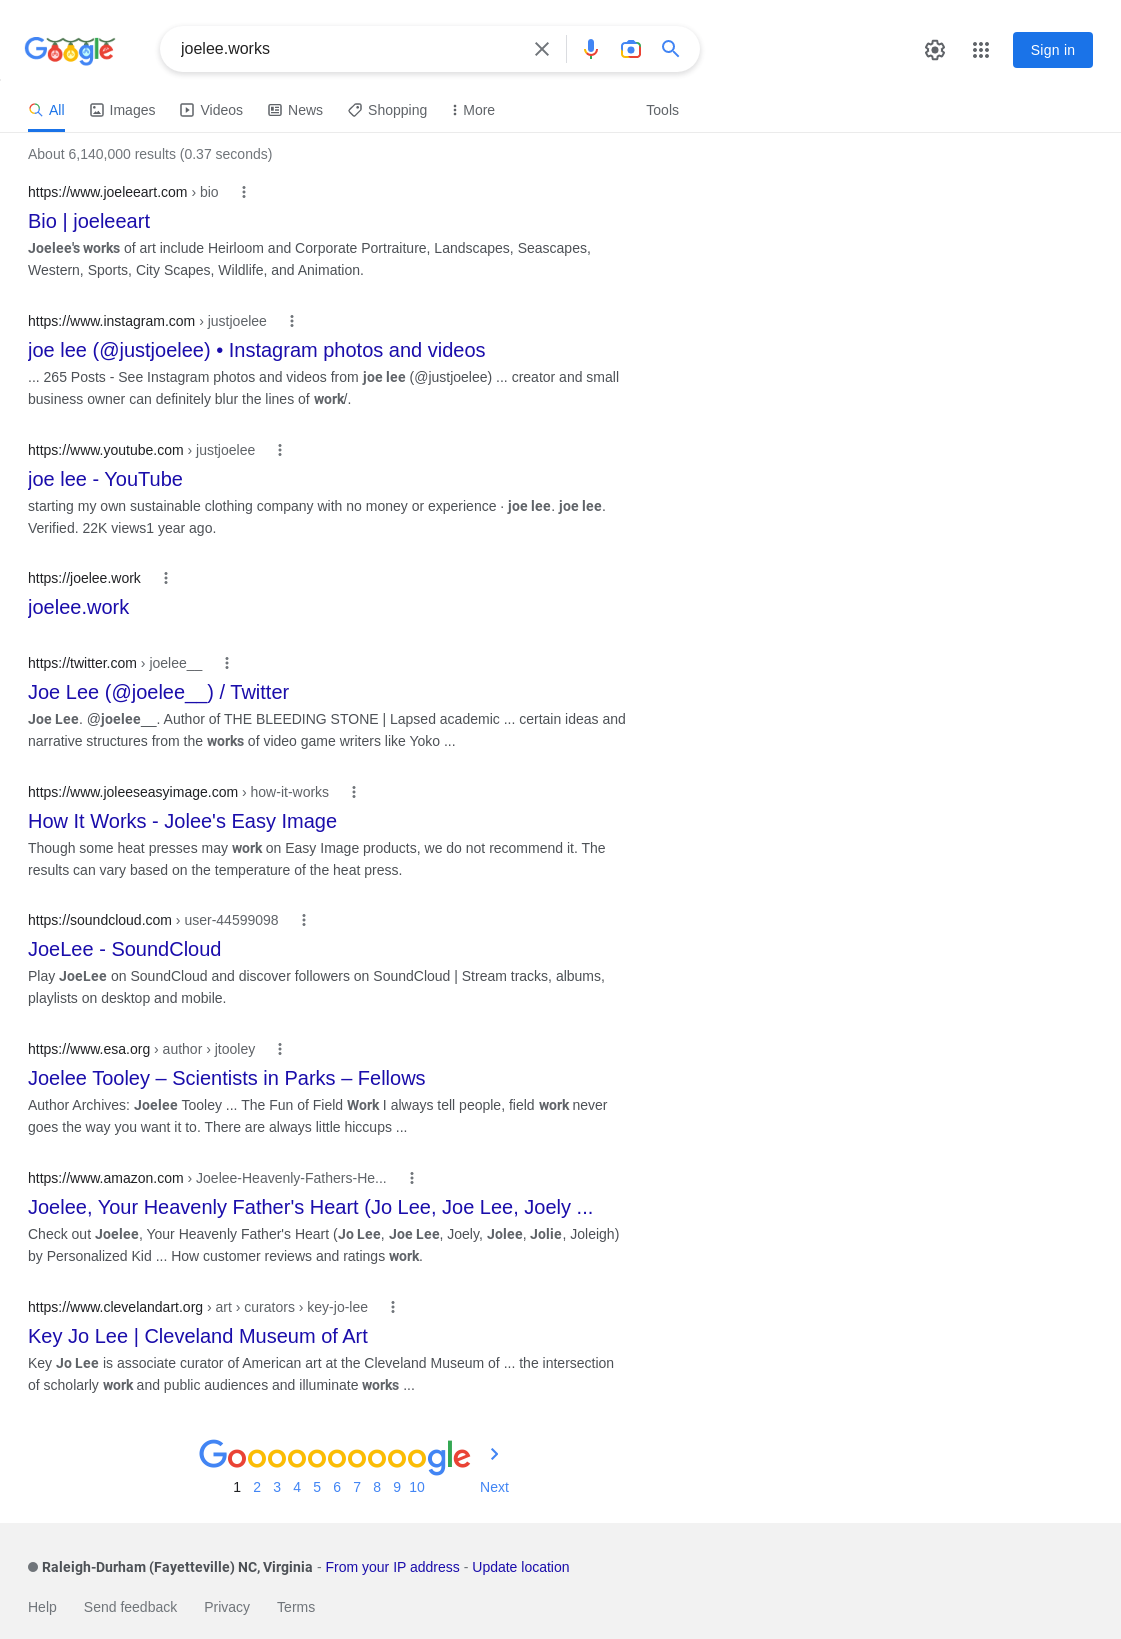 Google
joelee.works
Sign in
All Images Videos News Shopping More Tools
About 6,140,000 results (0.37 seconds)
https://www.joeleeart.com › bio
Bio | joeleeart
Joelee's works of art include Heirloom and Corporate Portraiture, Landscapes, Seascapes,
Western, Sports, City Scapes, Wildlife, and Animation.
https://www.instagram.com › justjoelee
joe lee (@justjoelee) • Instagram photos and videos
... 265 Posts - See Instagram photos and videos from joe lee (@justjoelee) ... creator and small
business owner can definitely blur the lines of work/.
https://www.youtube.com › justjoelee
joe lee - YouTube
starting my own sustainable clothing company with no money or experience · joe lee. joe lee.
Verified. 22K views1 year ago.
https://joelee.work
joelee.work
https://twitter.com › joelee__
Joe Lee (@joelee__) / Twitter
Joe Lee. @joelee__. Author of THE BLEEDING STONE | Lapsed academic ... certain ideas and
narrative structures from the works of video game writers like Yoko ...
https://www.joleeseasyimage.com › how-it-works
How It Works - Jolee's Easy Image
Though some heat presses may work on Easy Image products, we do not recommend it. The
results can vary based on the temperature of the heat press.
https://soundcloud.com › user-44599098
JoeLee - SoundCloud
Play JoeLee on SoundCloud and discover followers on SoundCloud | Stream tracks, albums,
playlists on desktop and mobile.
https://www.esa.org › author › jtooley
Joelee Tooley – Scientists in Parks – Fellows
Author Archives: Joelee Tooley ... The Fun of Field Work I always tell people, field work never
goes the way you want it to. There are always little hiccups ...
https://www.amazon.com › Joelee-Heavenly-Fathers-He...
Joelee, Your Heavenly Father's Heart (Jo Lee, Joe Lee, Joely ...
Check out Joelee, Your Heavenly Father's Heart (Jo Lee, Joe Lee, Joely, Jolee, Jolie, Joleigh)
by Personalized Kid ... How customer reviews and ratings work.
https://www.clevelandart.org › art › curators › key-jo-lee
Key Jo Lee | Cleveland Museum of Art
Key Jo Lee is associate curator of American art at the Cleveland Museum of ... the intersection
of scholarly work and public audiences and illuminate works ...
Goooooooooogle
1 2 3 4 5 6 7 8 9 10 Next
Raleigh-Durham (Fayetteville) NC, Virginia - From your IP address - Update location
Help Send feedback Privacy Terms